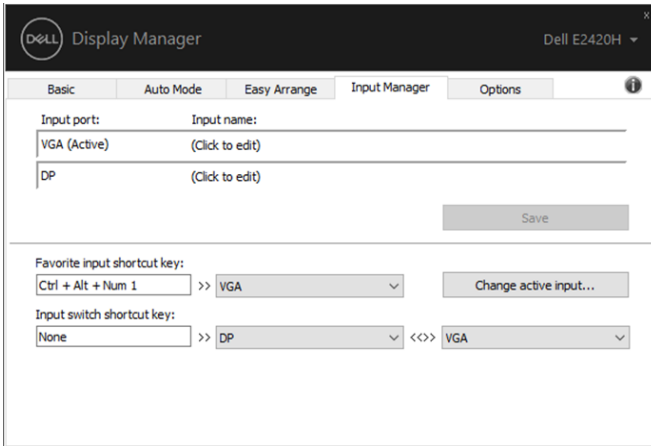 x
DELL Display Manager Dell E2420H
Basic Auto Mode Easy Arrange Input Manager Options i
Input port: Input name:
VGA (Active) (Click to edit)
DP (Click to edit)
Save
Favorite input shortcut key:
Ctrl + Alt + Num 1 >> VGA Change active input...
Input switch shortcut key:
None >> DP <<>> VGA